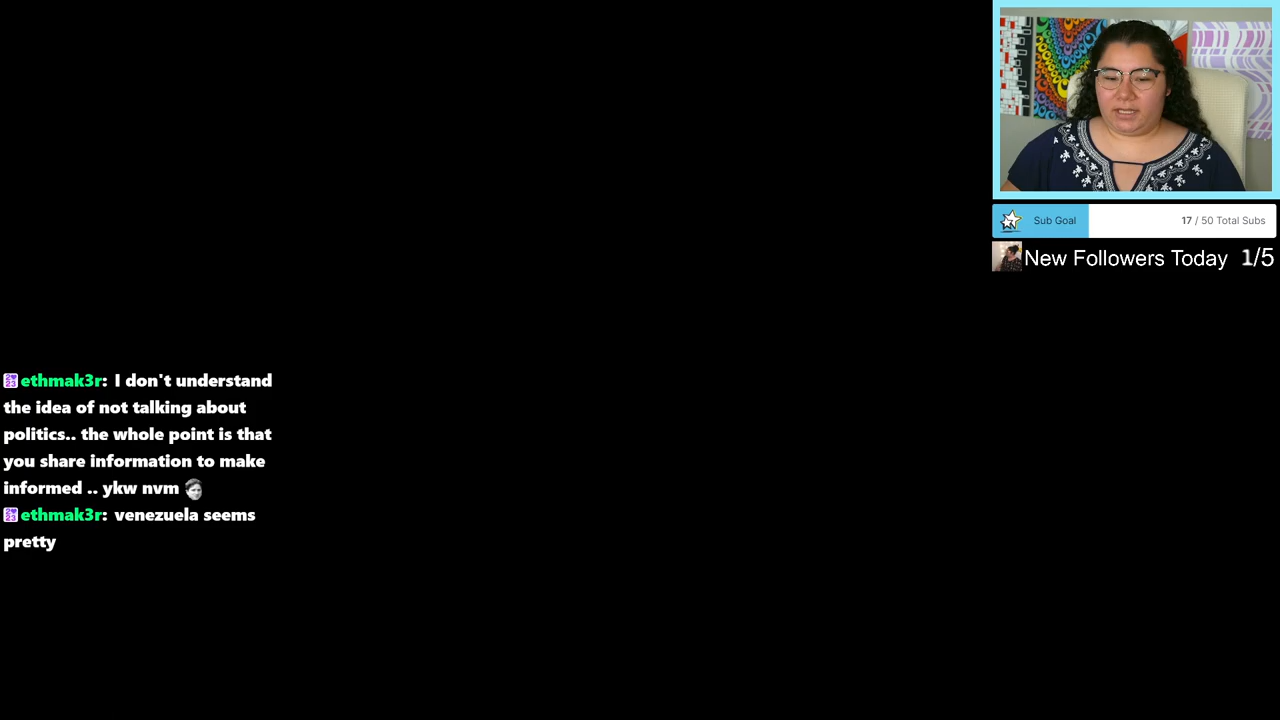 Sub Goal 17 / 50 Total Subs
New Followers Today 1/5
ethmak3r: I don't understand
the idea of not talking about
politics.. the whole point is that
you share information to make
informed .. ykw nvm
ethmak3r: venezuela seems
pretty